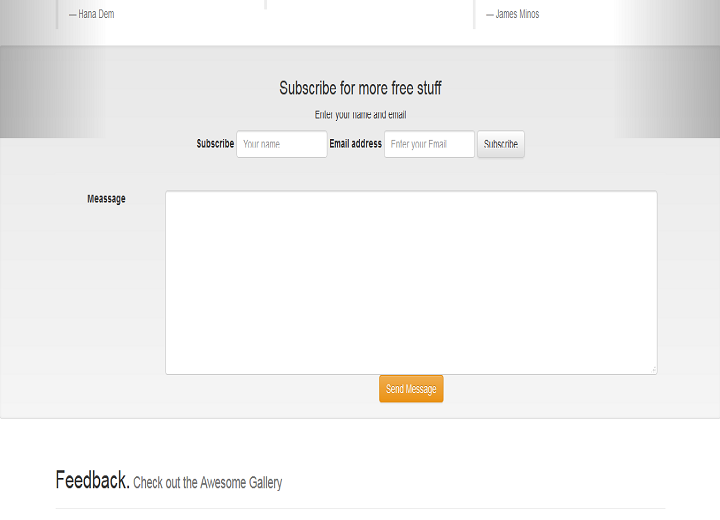 — Hana Dem
— James Minos
Subscribe for more free stuff
Enter your name and email
Subscribe Your name Email address Enter your Email Subscribe
Meassage
Send Message
Feedback. Check out the Awesome Gallery